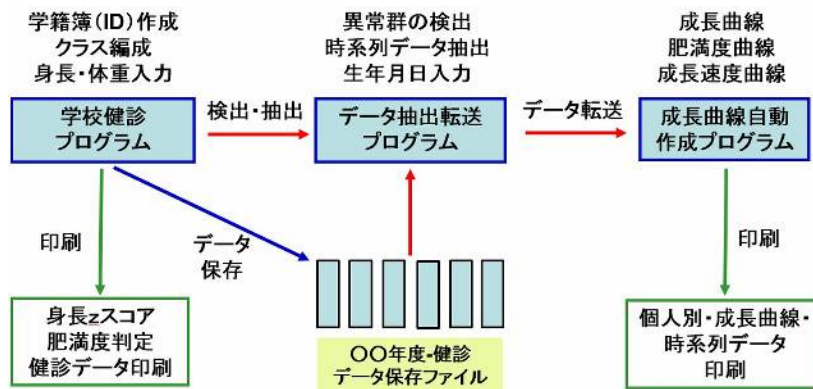 学籍簿(ID)作成
クラス編成
身長・体重入力
異常群の検出
時系列データ抽出
生年月日入力
成長曲線
肥満度曲線
成長速度曲線
学校健診
プログラム
検出・抽出
データ抽出転送
プログラム
データ転送
成長曲線自動
作成プログラム
印刷
データ
保存
印刷
身長zスコア
肥満度判定
健診データ印刷
〇〇年度-健診
データ保存ファイル
個人別・成長曲線・
時系列データ
印刷